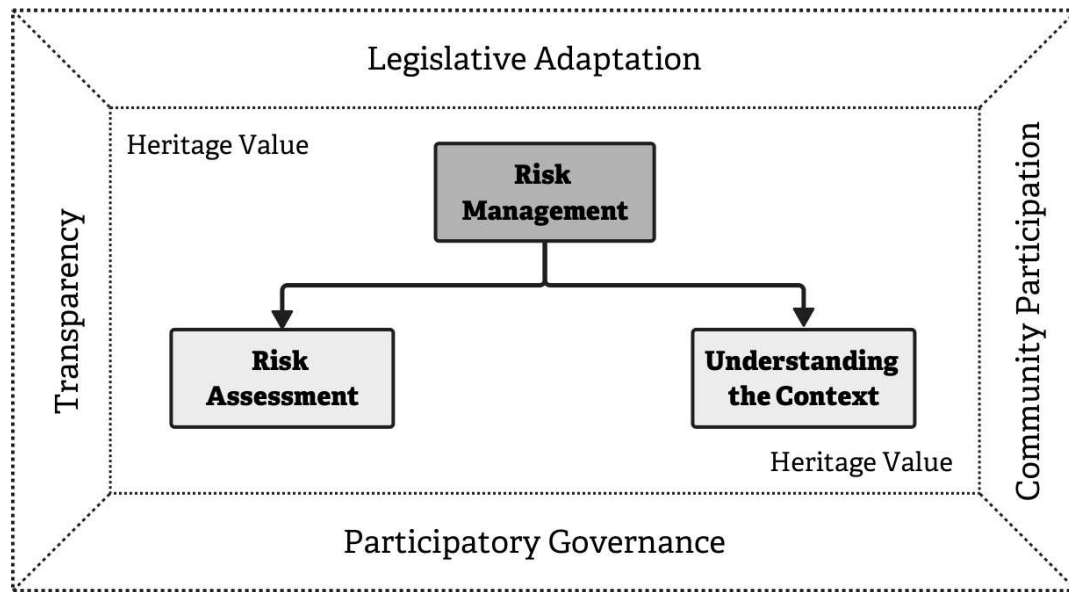 Legislative Adaptation
Heritage Value
Risk
Management
Transparency
Community Participation
Risk
Assessment
Understanding
the Context
Heritage Value
Participatory Governance